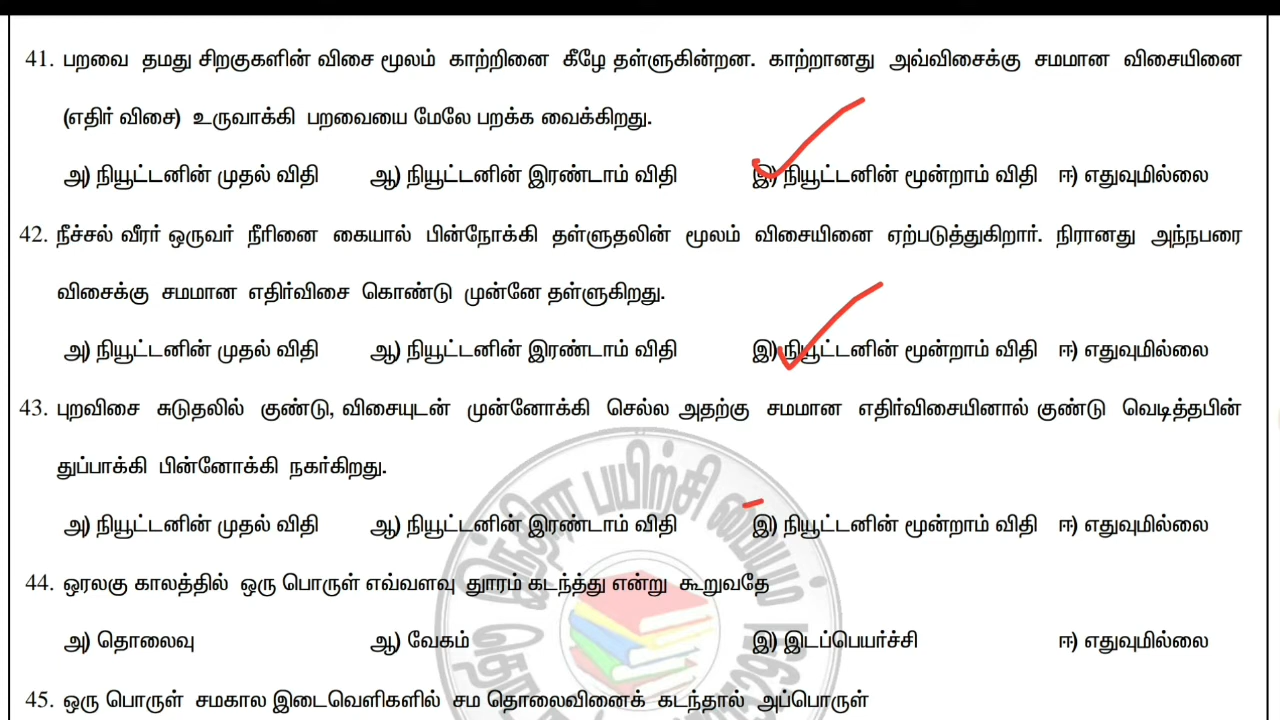 41. பறவை தமது சிறகுகளின் விசை மூலம் காற்றினை கீழே தள்ளுகின்றன. காற்றானது அவ்விசைக்கு சமமான விசையினை
(எதிர் விசை) உருவாக்கி பறவையை மேலே பறக்க வைக்கிறது.
அ) நியூட்டனின் முதல் விதி ஆ) நியூட்டனின் இரண்டாம் விதி இ) நியூட்டனின் மூன்றாம் விதி ஈ) எதுவுமில்லை
42. நீச்சல் வீரர் ஒருவர் நீரினை கையால் பின்நோக்கி தள்ளுதலின் மூலம் விசையினை ஏற்படுத்துகிறார். நிரானது அந்நபரை
விசைக்கு சமமான எதிர்விசை கொண்டு முன்னே தள்ளுகிறது.
அ) நியூட்டனின் முதல் விதி ஆ) நியூட்டனின் இரண்டாம் விதி இ) நியூட்டனின் மூன்றாம் விதி ஈ) எதுவுமில்லை
43. புறவிசை சுடுதலில் குண்டு, விசையுடன் முன்னோக்கி செல்ல அதற்கு சமமான எதிர்விசையினால் குண்டு வெடித்தபின்
துப்பாக்கி பின்னோக்கி நகர்கிறது.
அ) நியூட்டனின் முதல் விதி ஆ) நியூட்டனின் இரண்டாம் விதி இ) நியூட்டனின் மூன்றாம் விதி ஈ) எதுவுமில்லை
44. ஒரலகு காலத்தில் ஒரு பொருள் எவ்வளவு தூரம் கடந்த்து என்று கூறுவதே
அ) தொலைவு ஆ) வேகம் இ) இடப்பெயர்ச்சி ஈ) எதுவுமில்லை
45. ஒரு பொருள் சமகால இடைவெளிகளில் சம தொலைவினைக் கடந்தால் அப்பொருள்
பயிற்சி மையம்